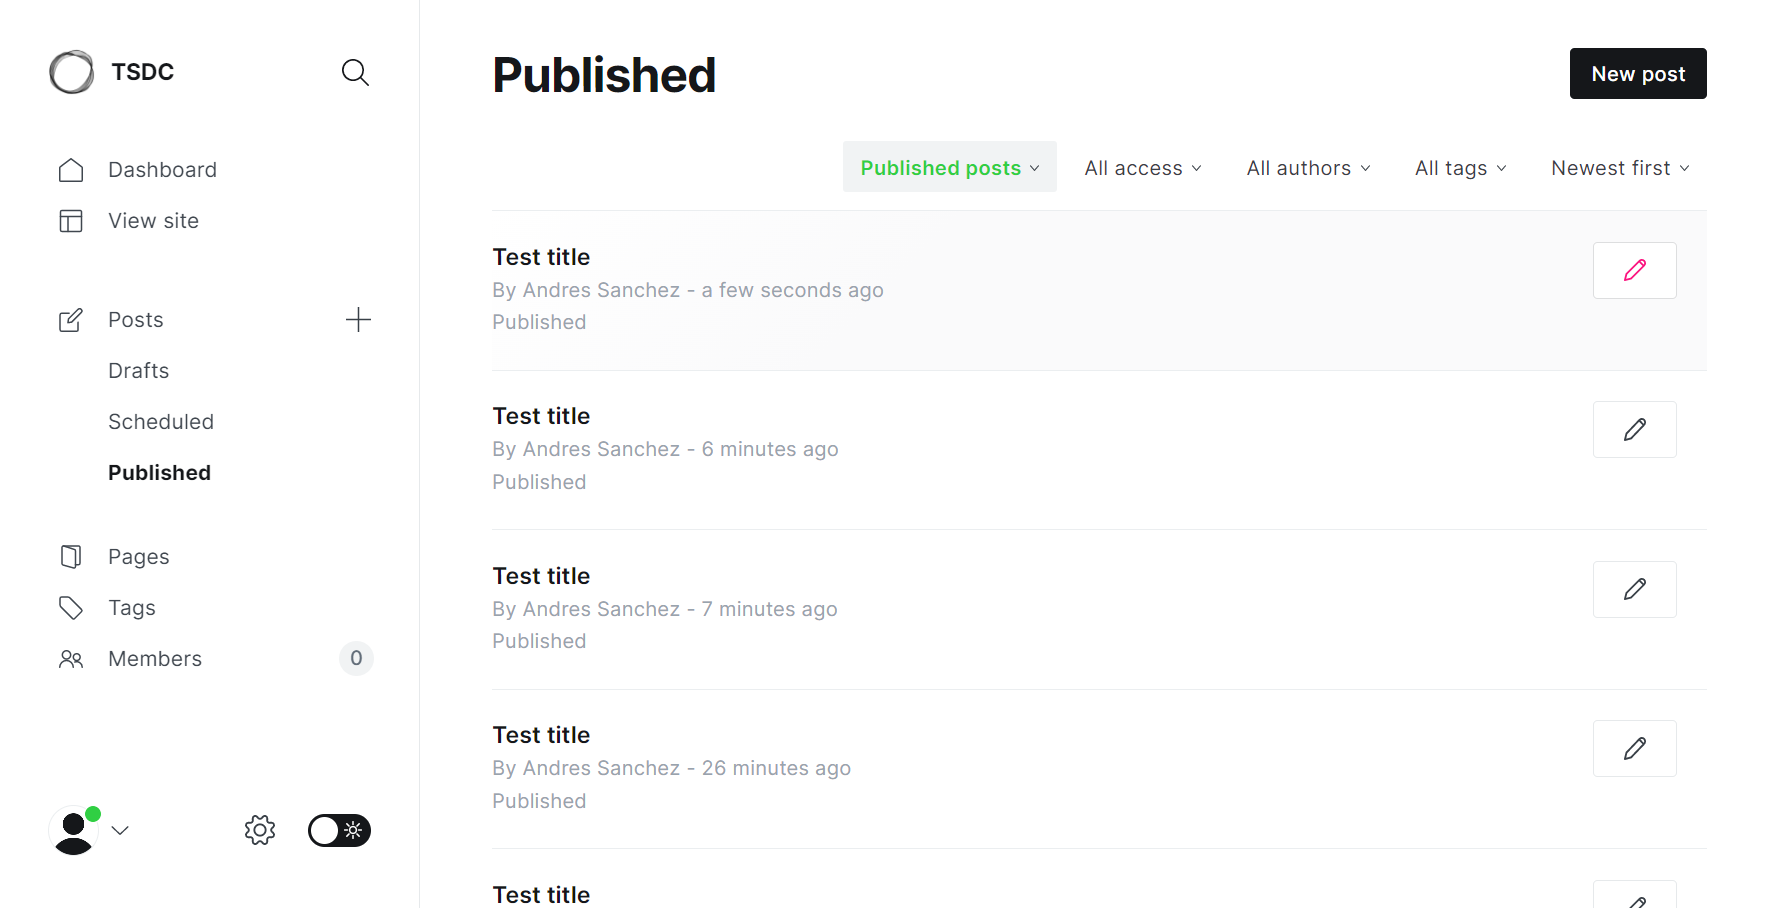 TSDC
Dashboard
View site
Posts
Drafts
Scheduled
Published
Pages
Tags
Members 0
Published
New post
Published posts All access All authors All tags Newest first
Test title
By Andres Sanchez - a few seconds ago
Published
Test title
By Andres Sanchez - 6 minutes ago
Published
Test title
By Andres Sanchez - 7 minutes ago
Published
Test title
By Andres Sanchez - 26 minutes ago
Published
Test title